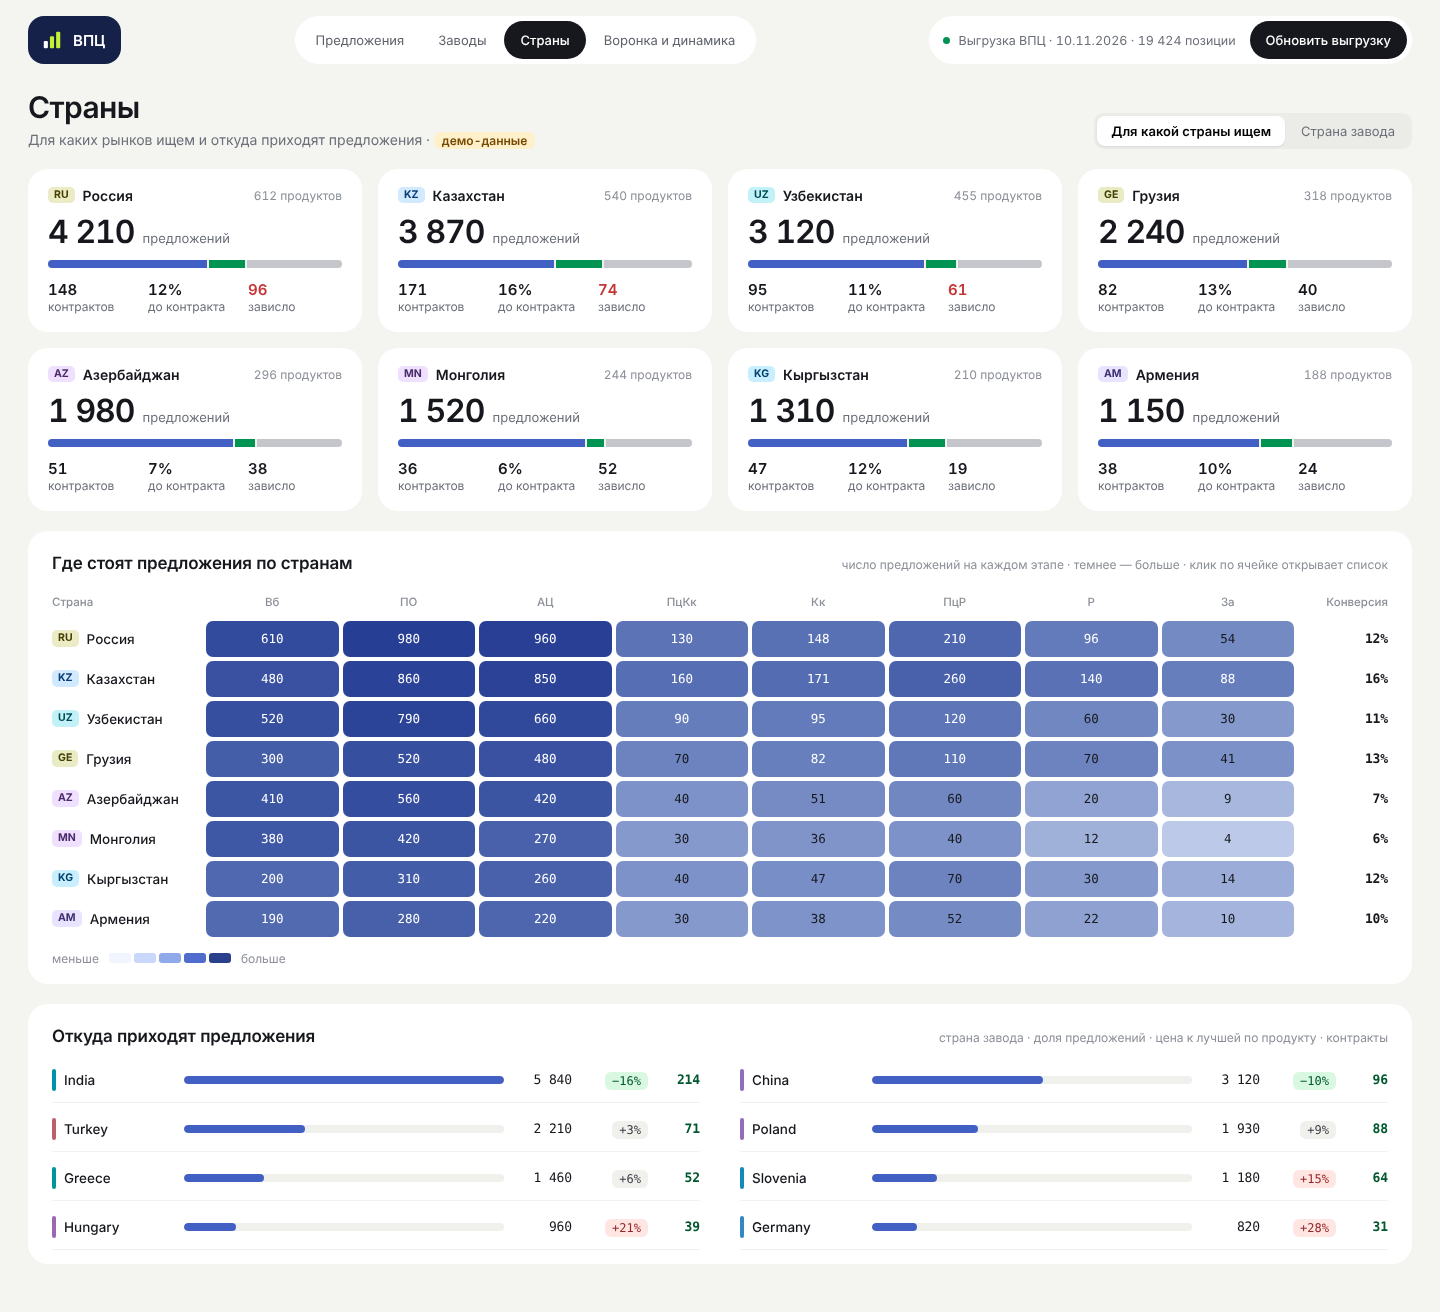 ВПЦ
Предложения Заводы Страны Воронка и динамика
Выгрузка ВПЦ · 10.11.2026 · 19 424 позиции Обновить выгрузку
Страны
Для каких рынков ищем и откуда приходят предложения · демо-данные
Для какой страны ищем Страна завода
RU Россия 612 продуктов
4 210 предложений
148 12% 96
контрактов до контракта зависло
KZ Казахстан 540 продуктов
3 870 предложений
171 16% 74
контрактов до контракта зависло
UZ Узбекистан 455 продуктов
3 120 предложений
95 11% 61
контрактов до контракта зависло
GE Грузия 318 продуктов
2 240 предложений
82 13% 40
контрактов до контракта зависло
AZ Азербайджан 296 продуктов
1 980 предложений
51 7% 38
контрактов до контракта зависло
MN Монголия 244 продуктов
1 520 предложений
36 6% 52
контрактов до контракта зависло
KG Кыргызстан 210 продуктов
1 310 предложений
47 12% 19
контрактов до контракта зависло
AM Армения 188 продуктов
1 150 предложений
38 10% 24
контрактов до контракта зависло
Где стоят предложения по странам
число предложений на каждом этапе · темнее — больше · клик по ячейке открывает список
Страна Вб ПО АЦ ПцКк Кк ПцР Р За Конверсия
RU Россия 610 980 960 130 148 210 96 54 12%
KZ Казахстан 480 860 850 160 171 260 140 88 16%
UZ Узбекистан 520 790 660 90 95 120 60 30 11%
GE Грузия 300 520 480 70 82 110 70 41 13%
AZ Азербайджан 410 560 420 40 51 60 20 9 7%
MN Монголия 380 420 270 30 36 40 12 4 6%
KG Кыргызстан 200 310 260 40 47 70 30 14 12%
AM Армения 190 280 220 30 38 52 22 10 10%
меньше больше
Откуда приходят предложения
страна завода · доля предложений · цена к лучшей по продукту · контракты
India 5 840 −16% 214
China 3 120 −10% 96
Turkey 2 210 +3% 71
Poland 1 930 +9% 88
Greece 1 460 +6% 52
Slovenia 1 180 +15% 64
Hungary 960 +21% 39
Germany 820 +28% 31